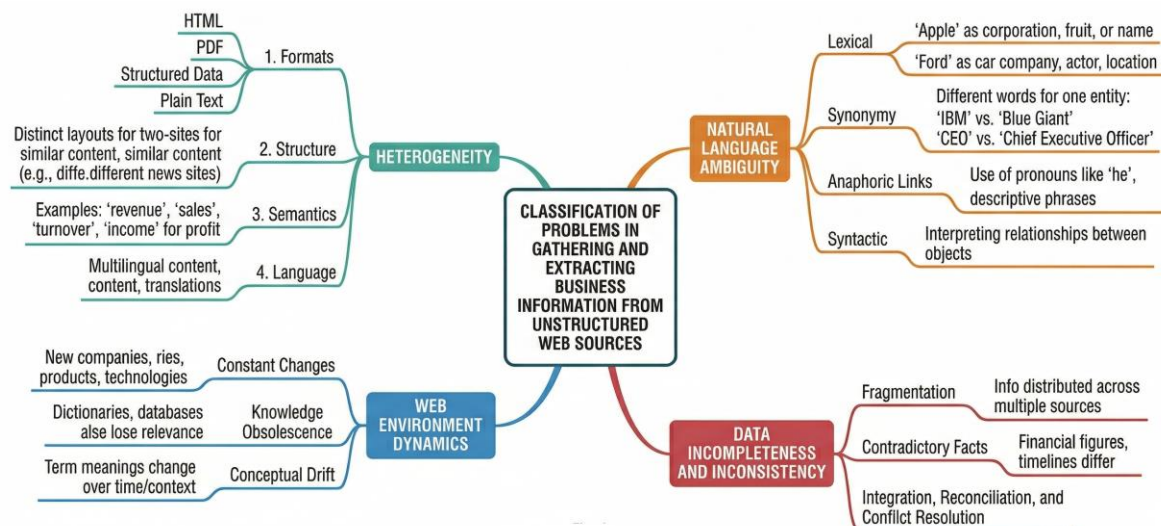 HTML
PDF
Structured Data
Plain Text
1. Formats
Distinct layouts for two-sites for
similar content, similar content
(e.g., diffe.different news sites)
2. Structure
Examples: ‘revenue’, ‘sales’,
‘turnover’, ‘income’ for profit
3. Semantics
Multilingual content,
content, translations
4. Language
HETEROGENEITY
New companies, ries,
products, technologies
Constant Changes
Dictionaries, databases
alse lose relevance
Knowledge
Obsolescence
Term meanings change
over time/context
Conceptual Drift
WEB
ENVIRONMENT
DYNAMICS
CLASSIFICATION OF
PROBLEMS IN
GATHERING AND
EXTRACTING
BUSINESS
INFORMATION FROM
UNSTRUCTURED
WEB SOURCES
NATURAL
LANGUAGE
AMBIGUITY
Lexical
‘Apple’ as corporation, fruit, or name
‘Ford’ as car company, actor, location
Synonymy
Different words for one entity:
‘IBM’ vs. ‘Blue Giant’
‘CEO’ vs. ‘Chief Executive Officer’
Anaphoric Links
Use of pronouns like ‘he’,
descriptive phrases
Syntactic
Interpreting relationships between
objects
DATA
INCOMPLETENESS
AND INCONSISTENCY
Fragmentation
Info distributed across
multiple sources
Contradictory Facts
Financial figures,
timelines differ
Integration, Reconciliation, and
Conflct Resolution